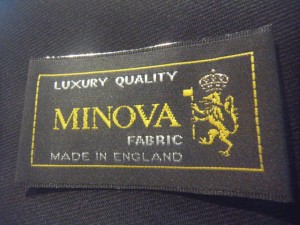 LUXURY QUALITY
MINOVA
FABRIC
MADE IN ENGLAND